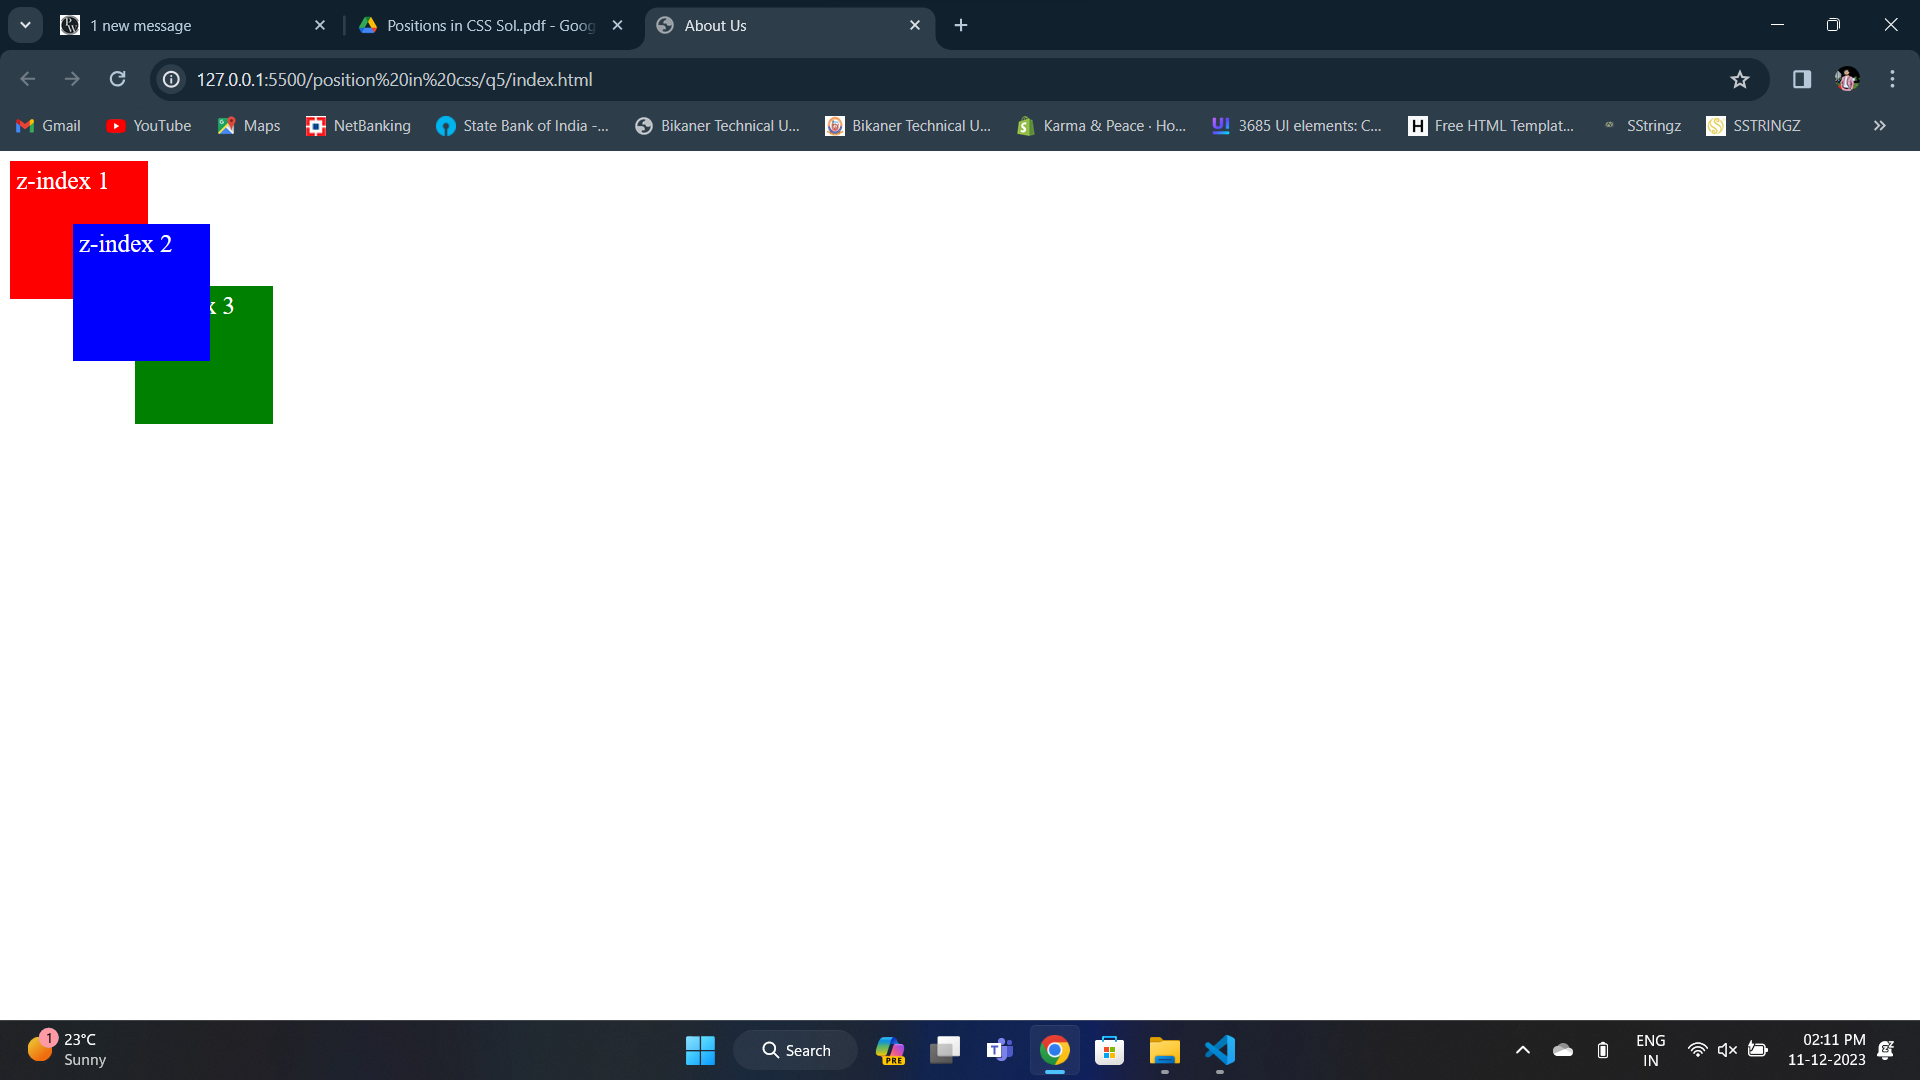 1 new message
Positions in CSS Sol..pdf - Goog
About Us
127.0.0.1:5500/position%20in%20css/q5/index.html
Gmail
YouTube
Maps
NetBanking
State Bank of India -...
Bikaner Technical U...
Bikaner Technical U...
Karma & Peace · Ho...
UI
3685 UI elements: C...
H
Free HTML Templat...
SStringz
SSTRINGZ
z-index 1
z-index 2
x 3
1
23°C
Sunny
Search
PRE
T
ENG
IN
02:11 PM
11-12-2023